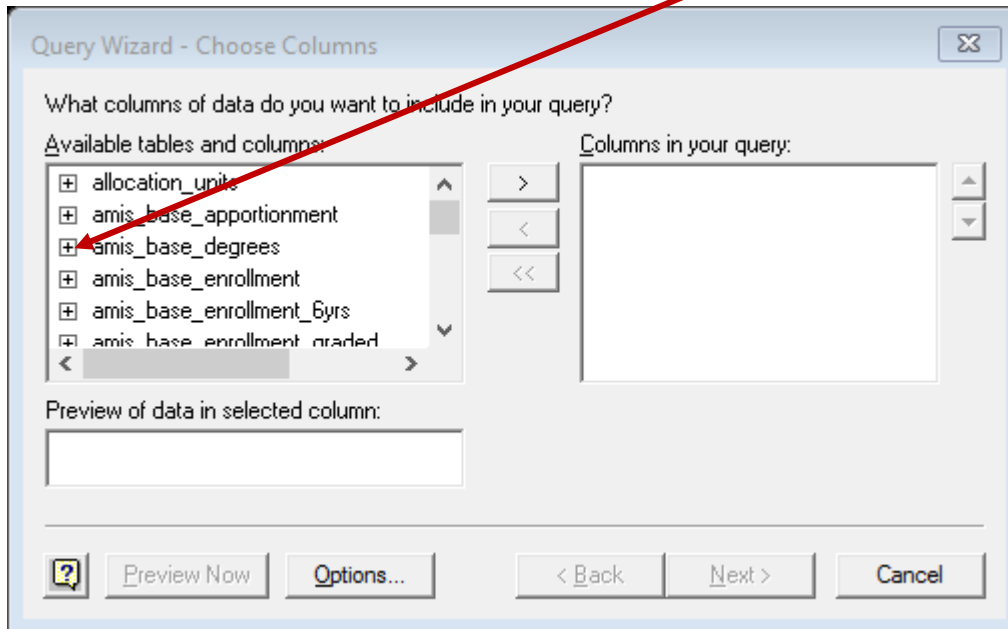 Query Wizard - Choose Columns
What columns of data do you want to include in your query?
Available tables and columns:
Columns in your query:
allocation_units
>
amis_base_apportionment
<
amis_base_degrees
<<
amis_base_enrollment
amis_base_enrollment_6yrs
amis_base_enrollment_graded
Preview of data in selected column:
?
Preview Now
Options...
< Back
Next >
Cancel